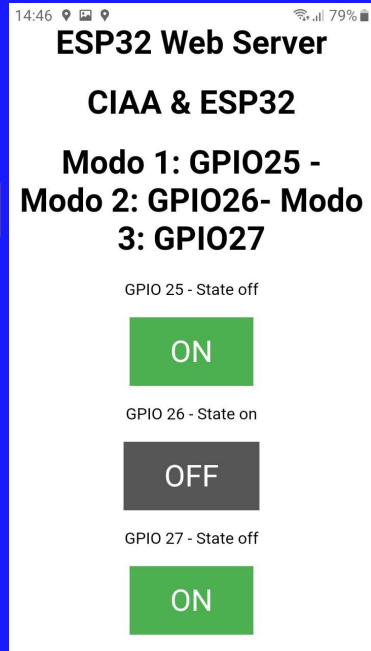 14:46 79%
ESP32 Web Server
CIAA & ESP32
Modo 1: GPIO25 -
Modo 2: GPIO26- Modo
3: GPIO27
GPIO 25 - State off
ON
GPIO 26 - State on
OFF
GPIO 27 - State off
ON